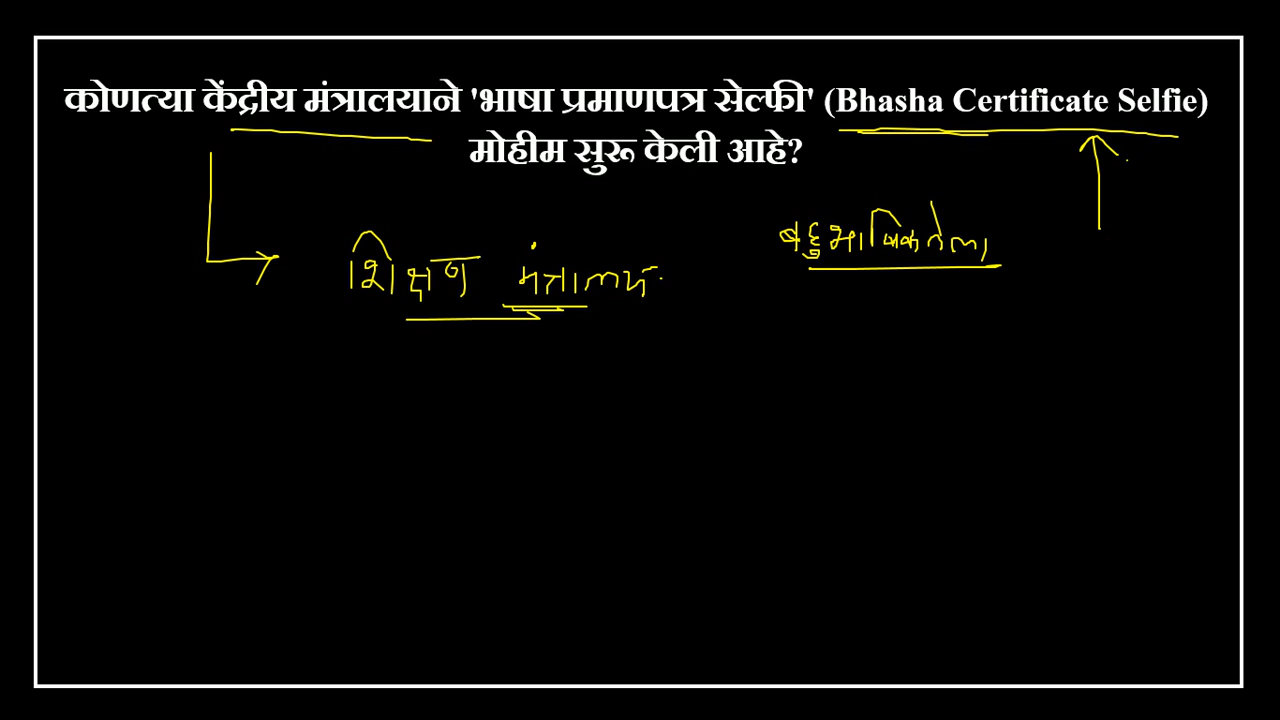 कोणत्या केंद्रीय मंत्रालयाने 'भाषा प्रमाणपत्र सेल्फी' (Bhasha Certificate Selfie)
मोहीम सुरू केली आहे?
बहुभाषिकतेला
शिक्षण मंत्रालय